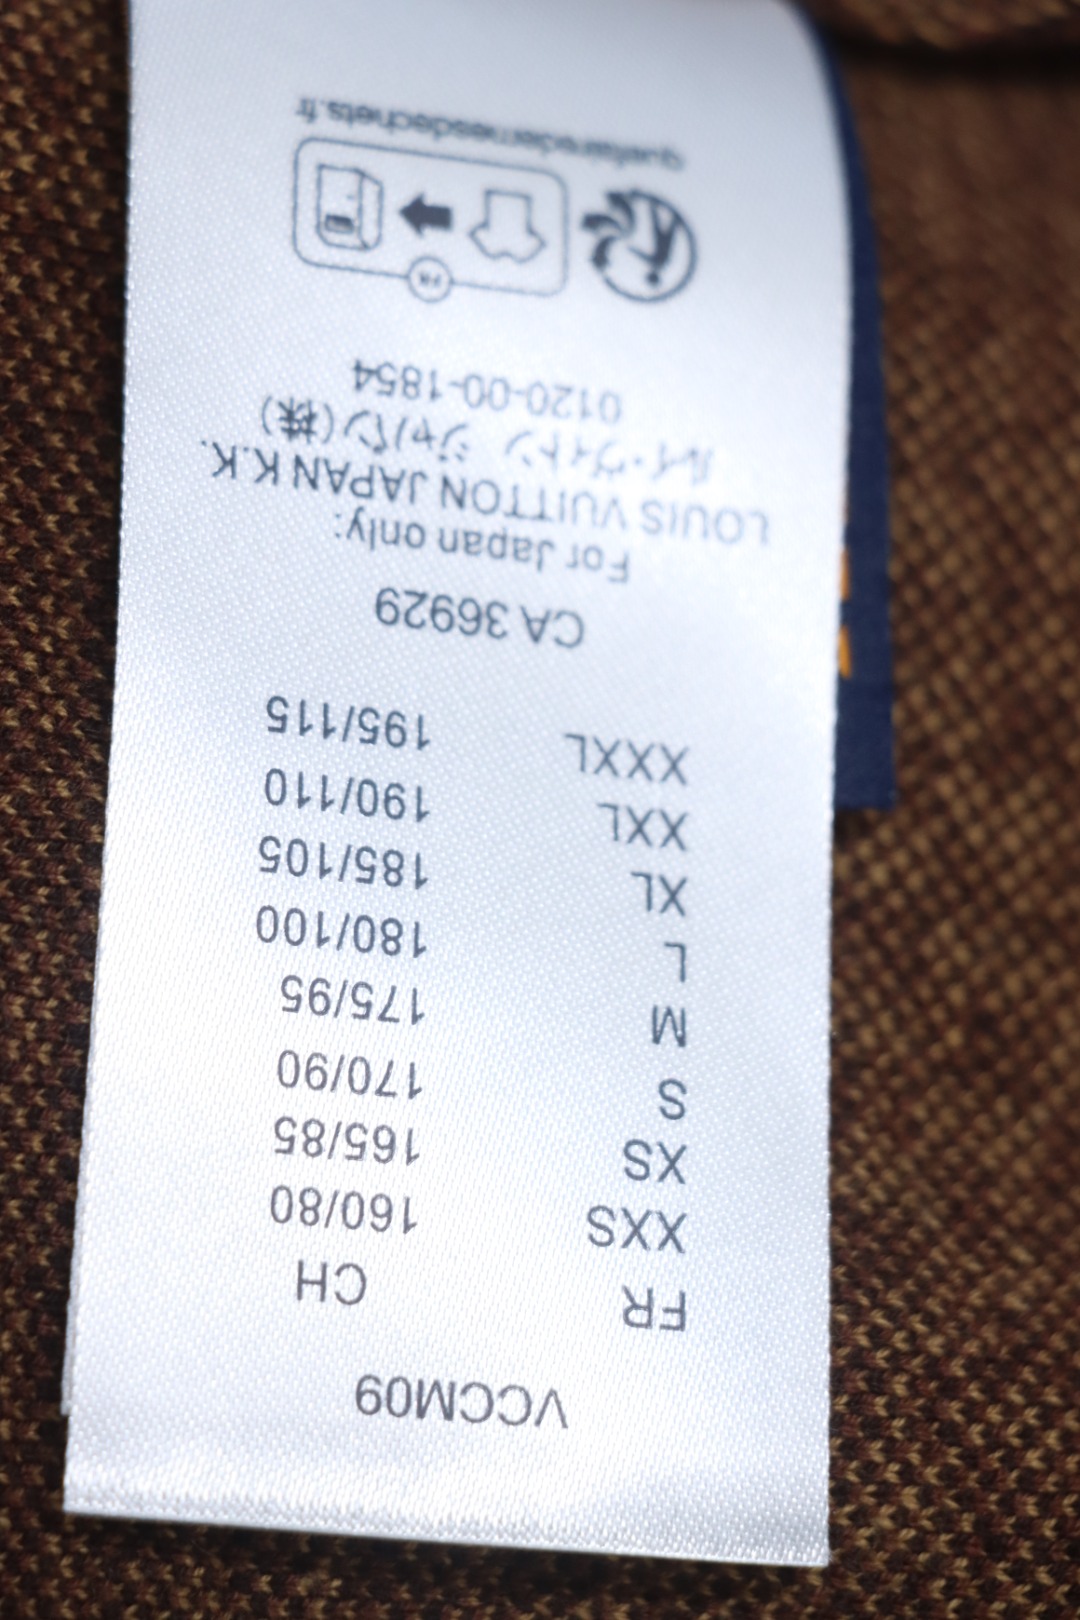 VCCM09
FR CH
XXS 160/80
XS 165/85
S 170/90
M 175/95
L 180/100
XL 185/105
XXL 190/110
XXXL 195/115
CA 36929
For Japan only:
LOUIS VUITTON JAPAN K.K.
ルイ・ヴィトン ジャパン(株)
0120-00-1854
FR
quefairedemesdechets.fr